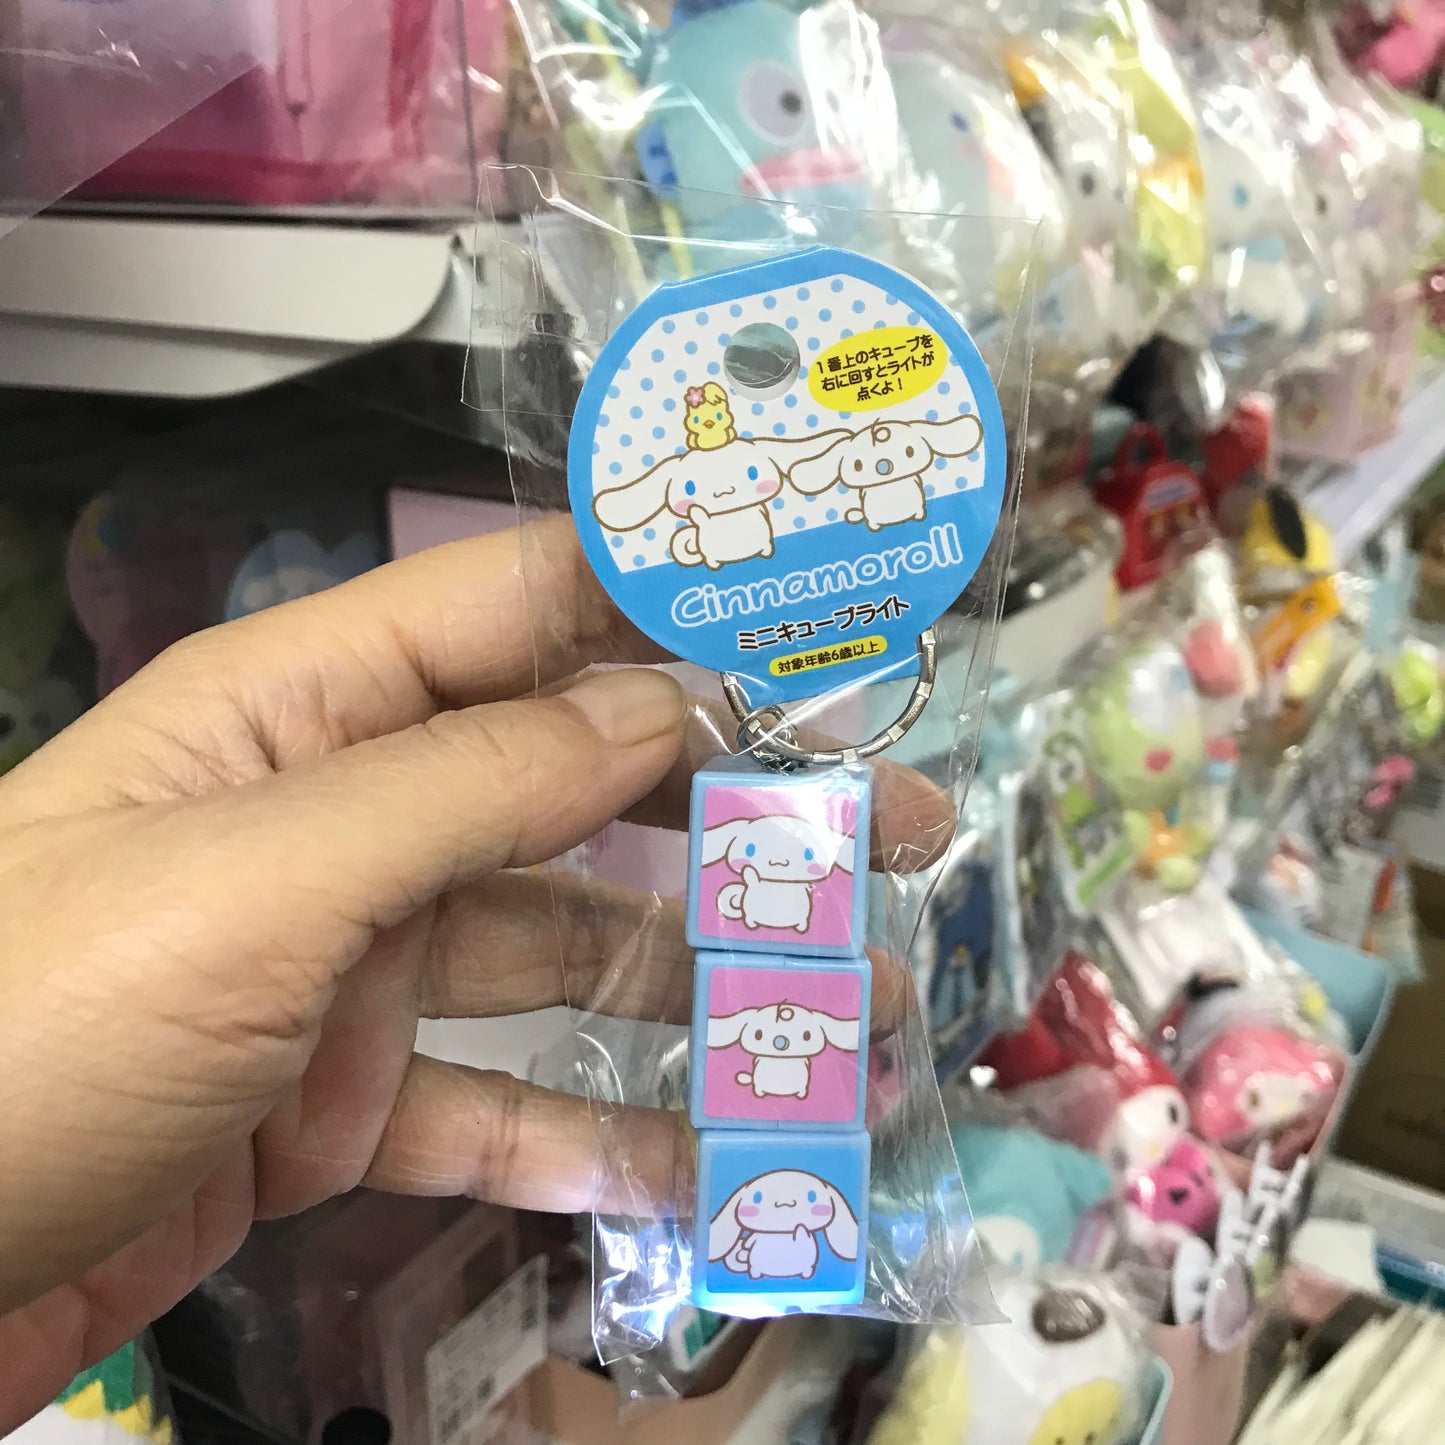 1番上のキューブを
右に回すとライトが
点くよ！
Cinnamoroll
ミニキューブライト
対象年齢6歳以上